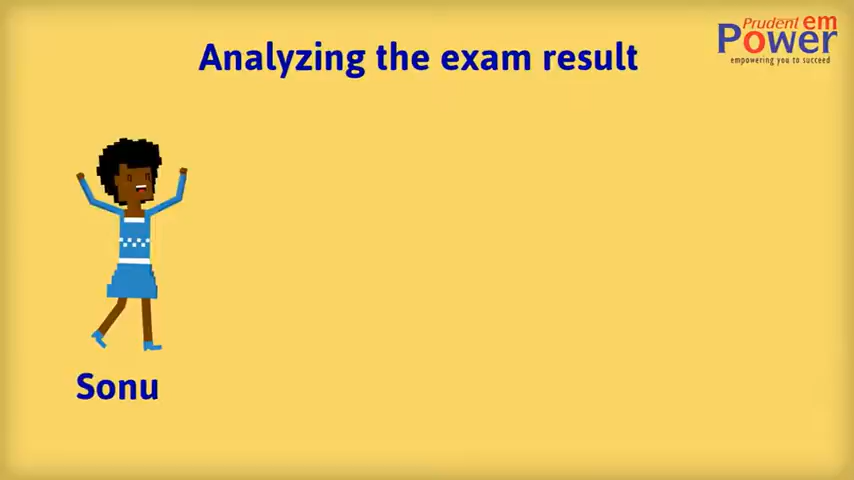 Analyzing the exam result
Prudent em
Power
empowering you to succeed
Sonu